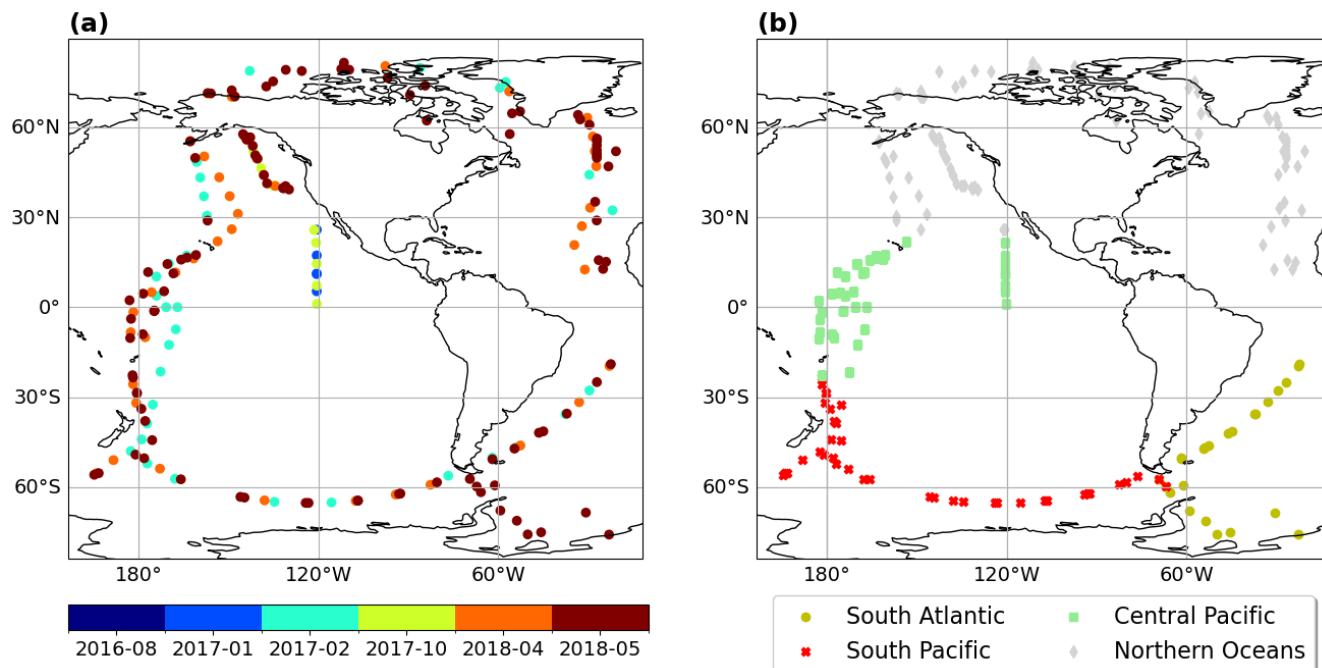 (a)
(b)
60°N
30°N
0°
30°S
60°S
180° 120°W 60°W
60°N
30°N
0°
30°S
60°S
180° 120°W 60°W
2016-08 2017-01 2017-02 2017-10 2018-04 2018-05
South Atlantic Central Pacific
South Pacific Northern Oceans